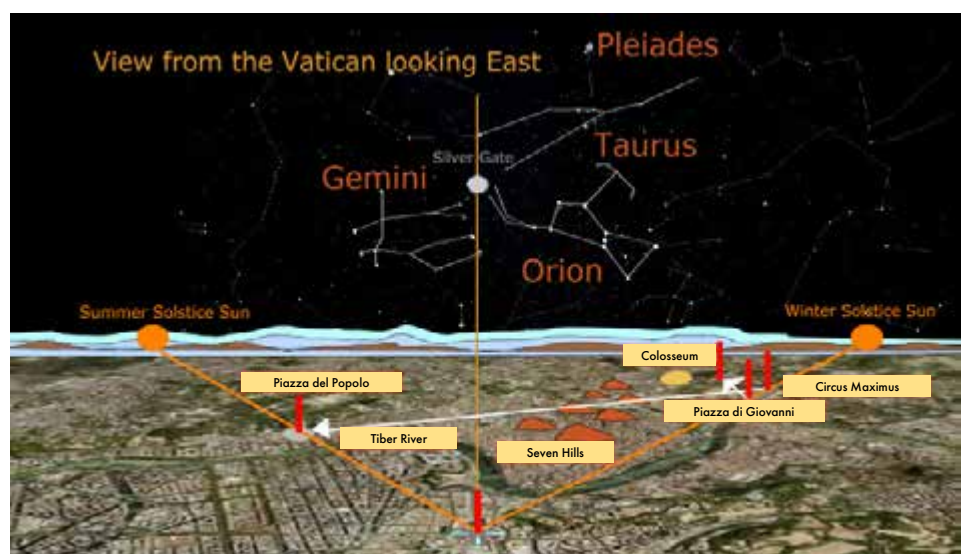 Pleiades
View from the Vatican looking East
Taurus
Silver Gate
Gemini
Orion
Summer Solstice Sun
Winter Solstice Sun
Colosseum
Piazza del Popolo
Circus Maximus
Piazza di Giovanni
Tiber River
Seven Hills